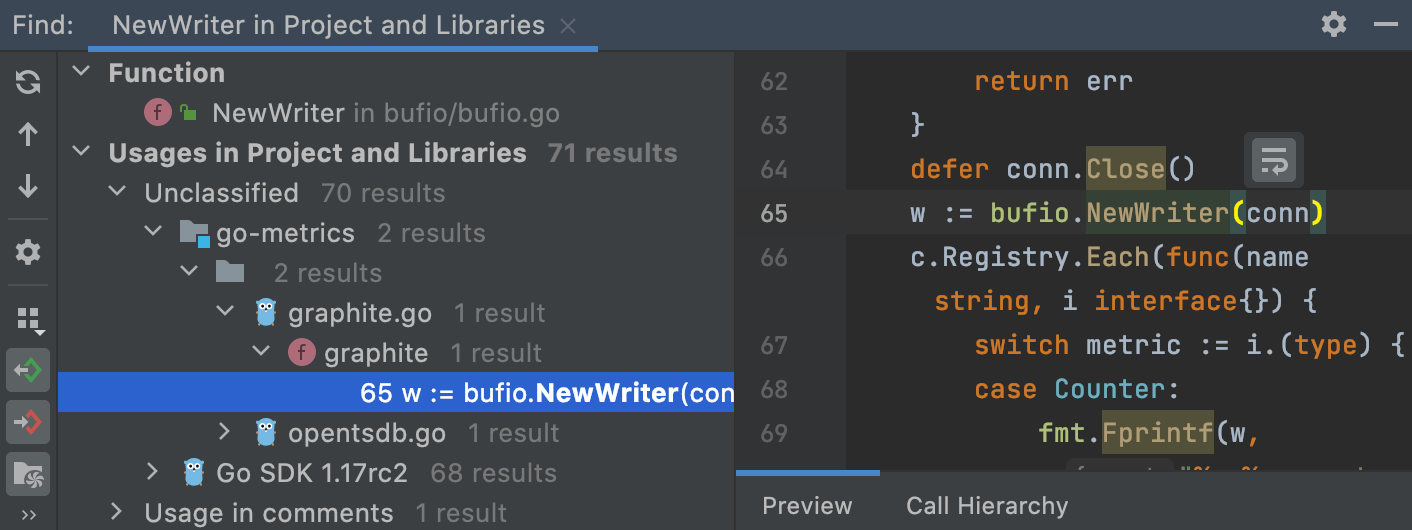 Find: NewWriter in Project and Libraries
Function
f NewWriter in bufio/bufio.go
Usages in Project and Libraries 71 results
Unclassified 70 results
go-metrics 2 results
2 results
graphite.go 1 result
f graphite 1 result
65 w := bufio.NewWriter(con
opentsdb.go 1 result
Go SDK 1.17rc2 68 results
Usage in comments 1 result
62 return err
63 }
64 defer conn.Close()
65 w := bufio.NewWriter(conn)
66 c.Registry.Each(func(name
string, i interface{}) {
67 switch metric := i.(type) {
68 case Counter:
69 fmt.Fprintf(w,
Preview Call Hierarchy